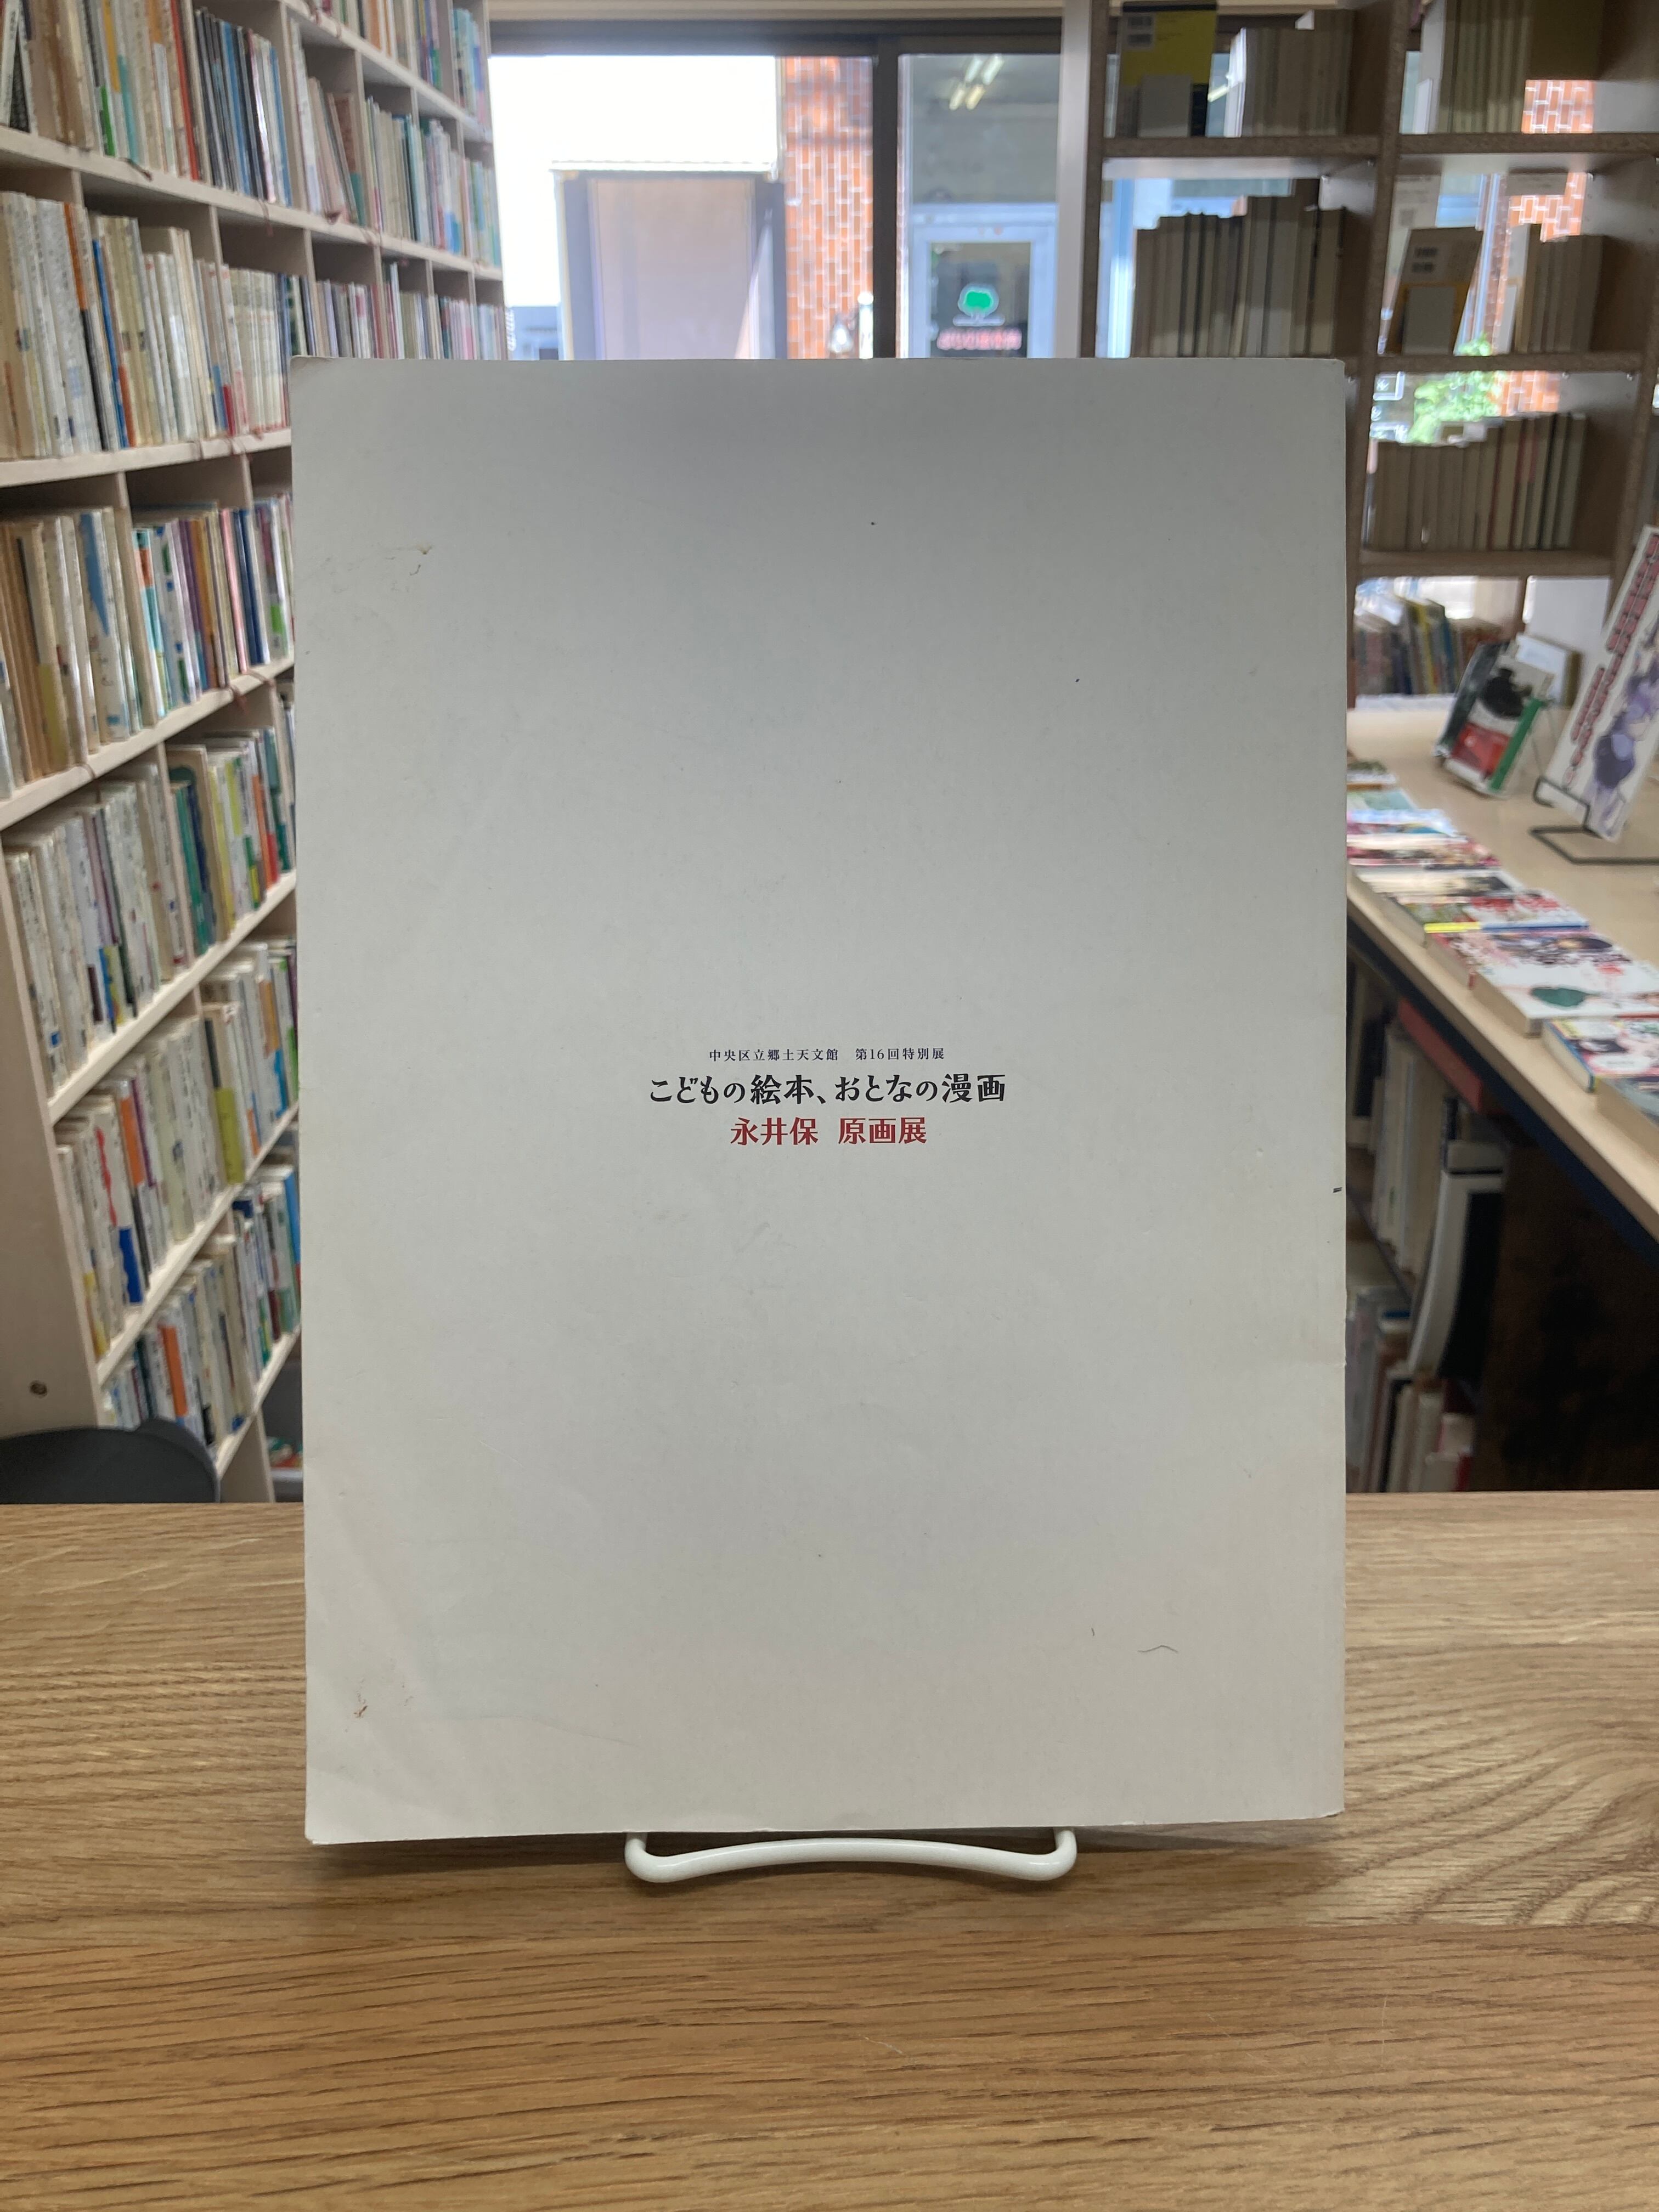 中央区立郷土天文館　第16回特別展
こどもの絵本、おとなの漫画
永井保 原画展